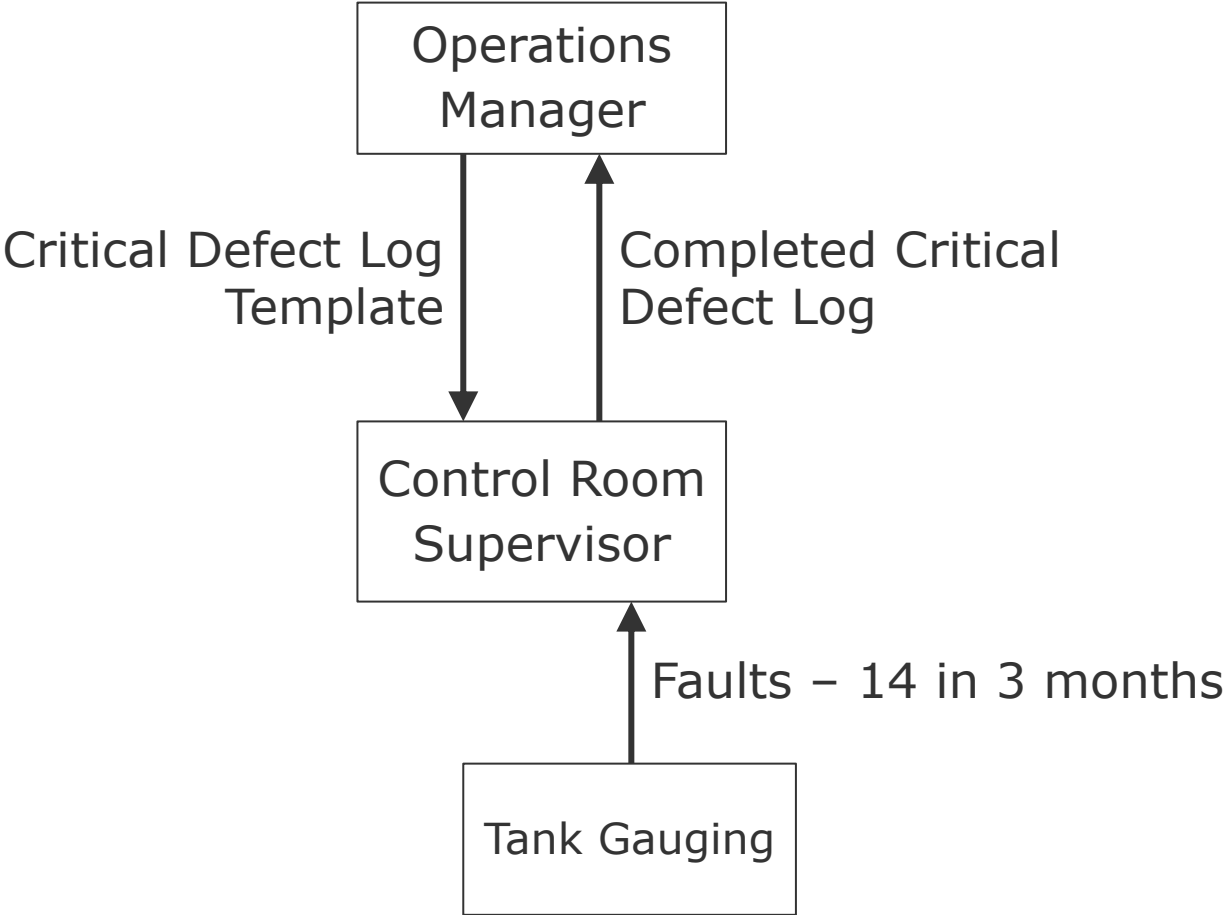 Operations
Manager
Critical Defect Log
Template
Completed Critical
Defect Log
Control Room
Supervisor
Faults – 14 in 3 months
Tank Gauging